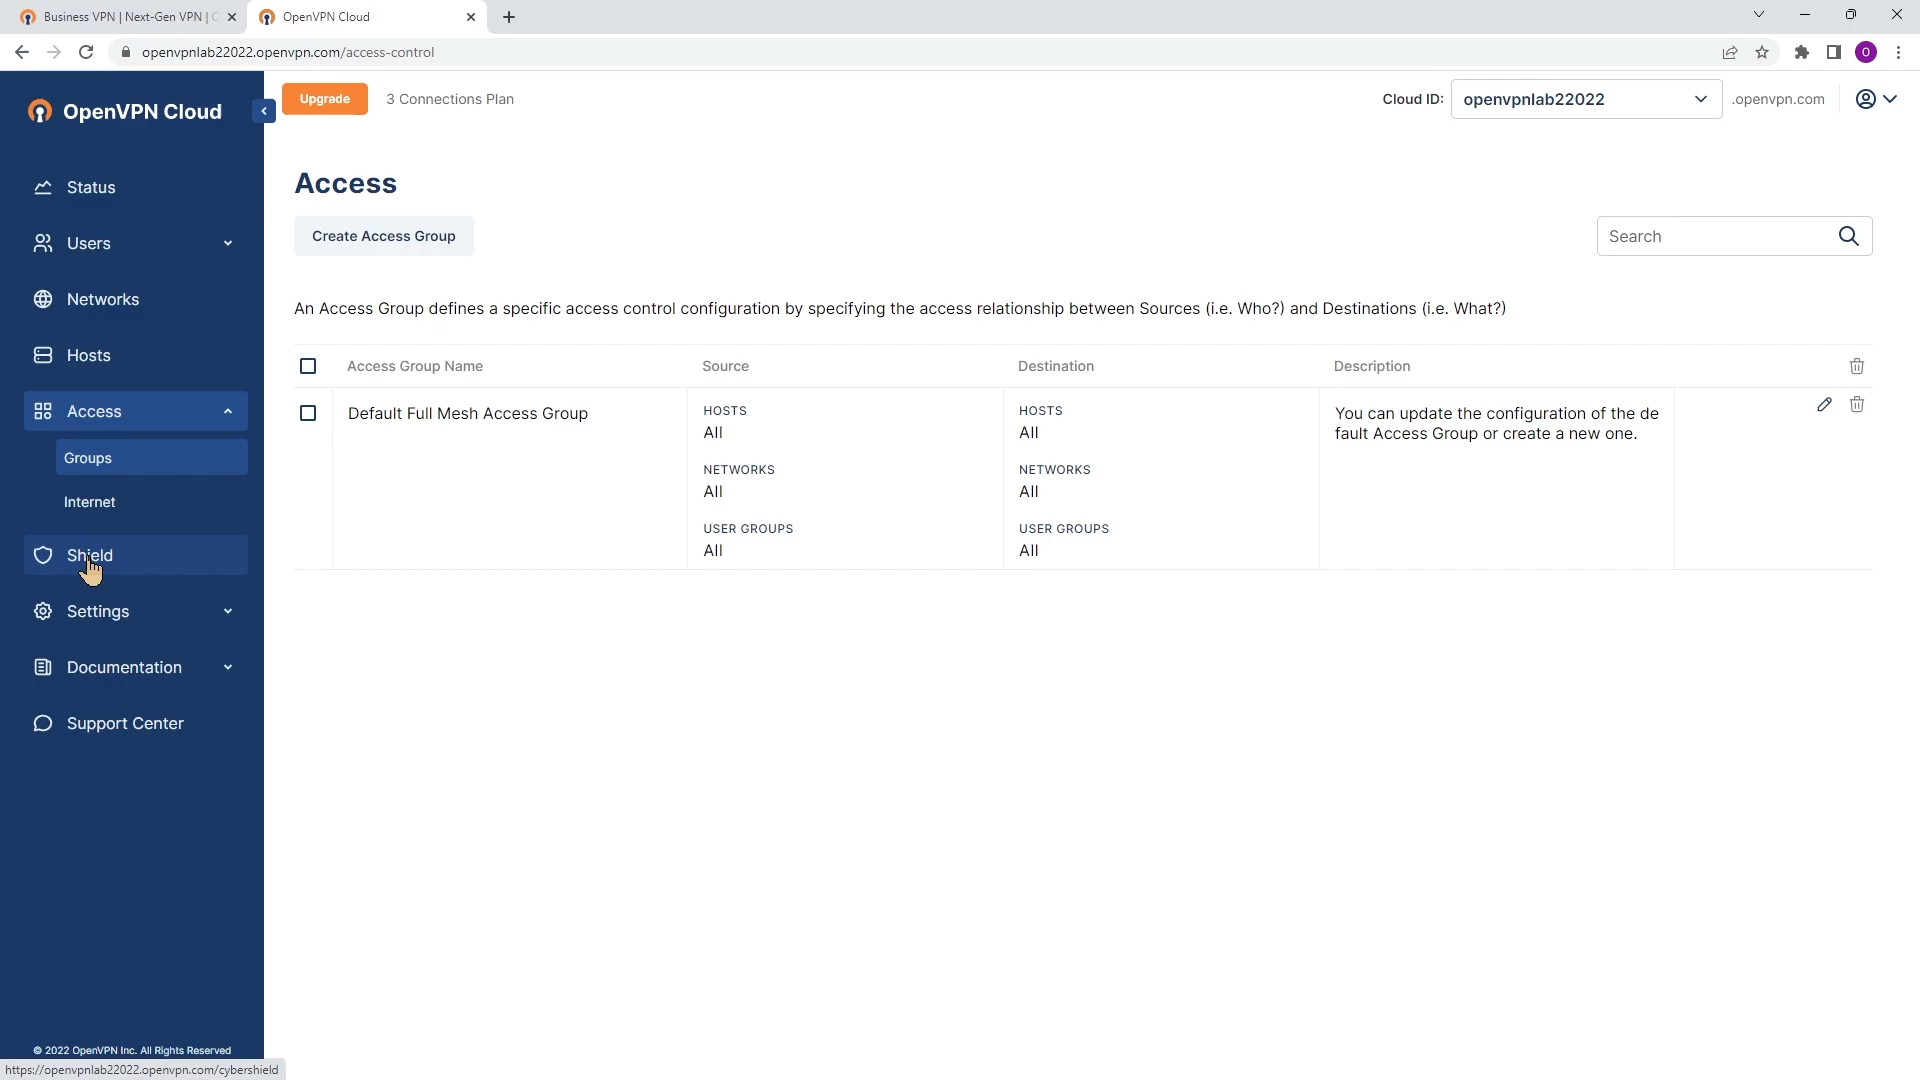 Business VPN | Next-Gen VPN |
OpenVPN Cloud
openvpnlab22022.openvpn.com/access-control
O
OpenVPN Cloud
Upgrade
3 Connections Plan
Cloud ID:
openvpnlab22022
.openvpn.com
Status
Users
Networks
Hosts
Access
Groups
Internet
Shield
Settings
Documentation
Support Center
Access
Create Access Group
Search
An Access Group defines a specific access control configuration by specifying the access relationship between Sources (i.e. Who?) and Destinations (i.e. What?)
Access Group Name
Source
Destination
Description
Default Full Mesh Access Group
HOSTS
All
NETWORKS
All
USER GROUPS
All
HOSTS
All
NETWORKS
All
USER GROUPS
All
You can update the configuration of the de
fault Access Group or create a new one.
© 2022 OpenVPN Inc. All Rights Reserved
https://openvpnlab22022.openvpn.com/cybershield